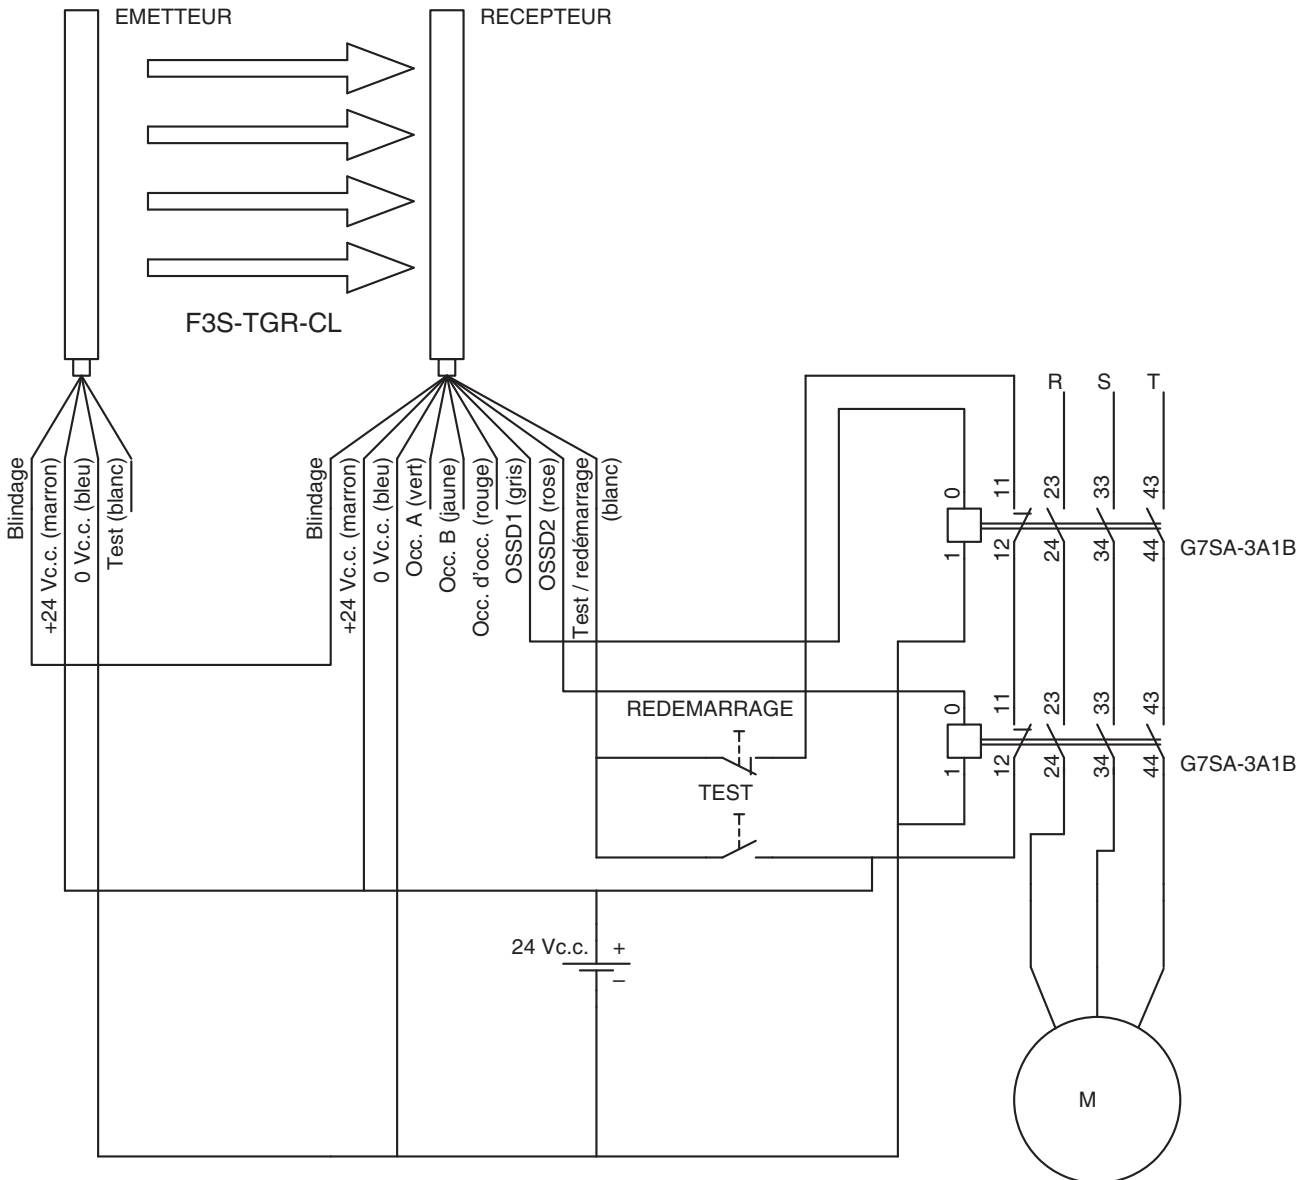 EMETTEUR
RECEPTEUR
F3S-TGR-CL
Blindage
+24 Vc.c. (marron)
0 Vc.c. (bleu)
Test (blanc)
Blindage
+24 Vc.c. (marron)
0 Vc.c. (bleu)
Occ. A (vert)
Occ. B (jaune)
Occ. d'occ. (rouge)
OSSD1 (gris)
OSSD2 (rose)
Test / redémarrage
(blanc)
R
S
T
0
11
23
33
43
1
12
24
34
44
G7SA-3A1B
REDEMARRAGE
0
11
23
33
43
1
12
24
34
44
G7SA-3A1B
TEST
24 Vc.c.
+
–
M